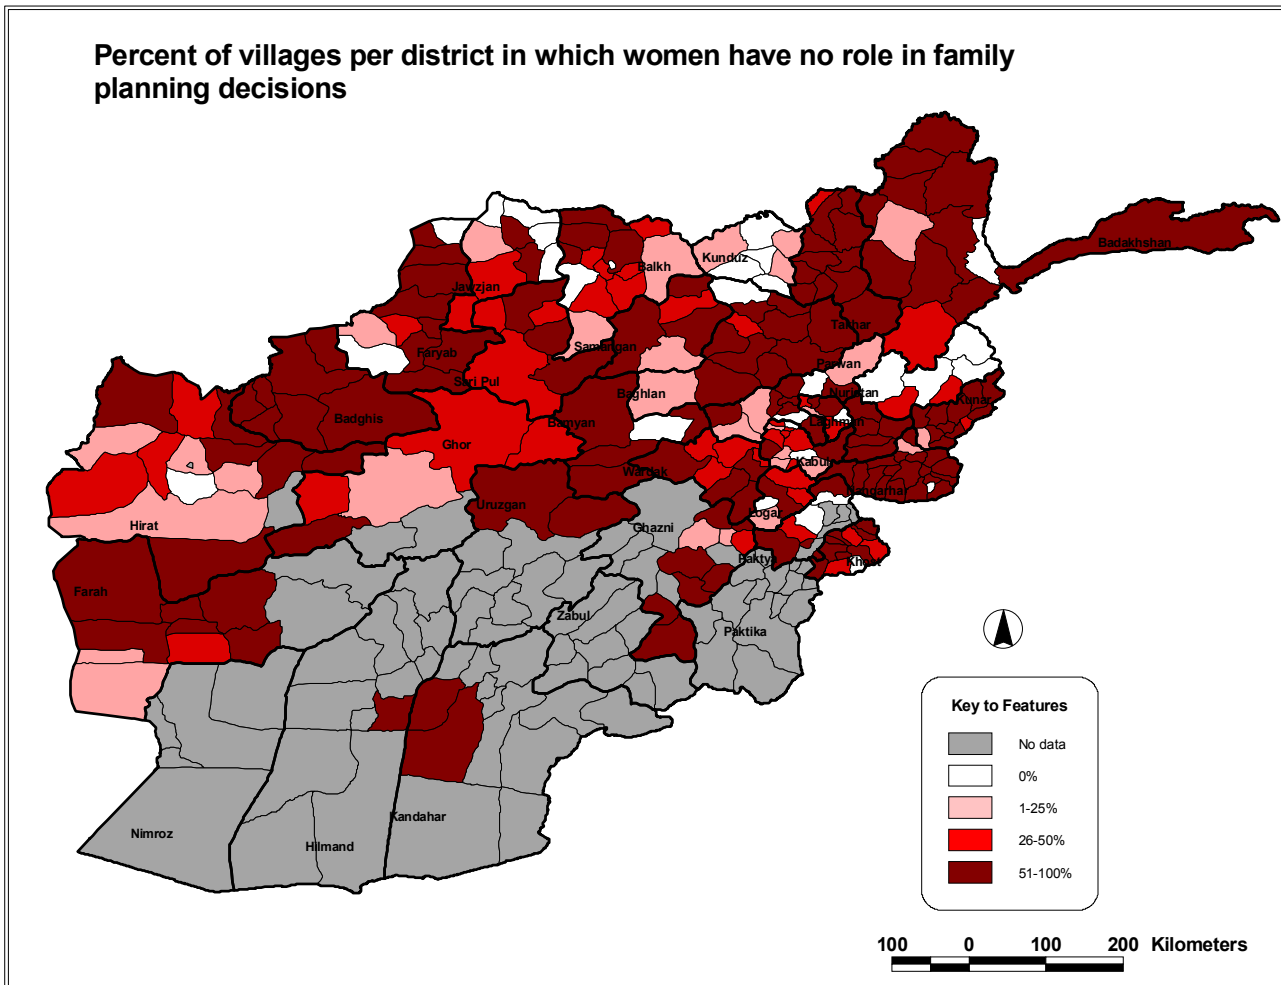 Percent of villages per district in which women have no role in family
planning decisions
Badakhshan
Kunduz
Balkh
Jawzjan
Takhar
Samangan
Faryab
Parwan
Sari Pul
Baghlan
Nuristan
Kunar
Badghis
Bamyan
Laghman
Ghor
Kabul
Wardak
Nangarhar
Uruzgan
Logar
Hirat
Ghazni
Paktya
Khost
Farah
Zabul
Paktika
Kandahar
Nimroz
Hilmand
Key to Features
No data
0%
1-25%
26-50%
51-100%
100 0 100 200 Kilometers